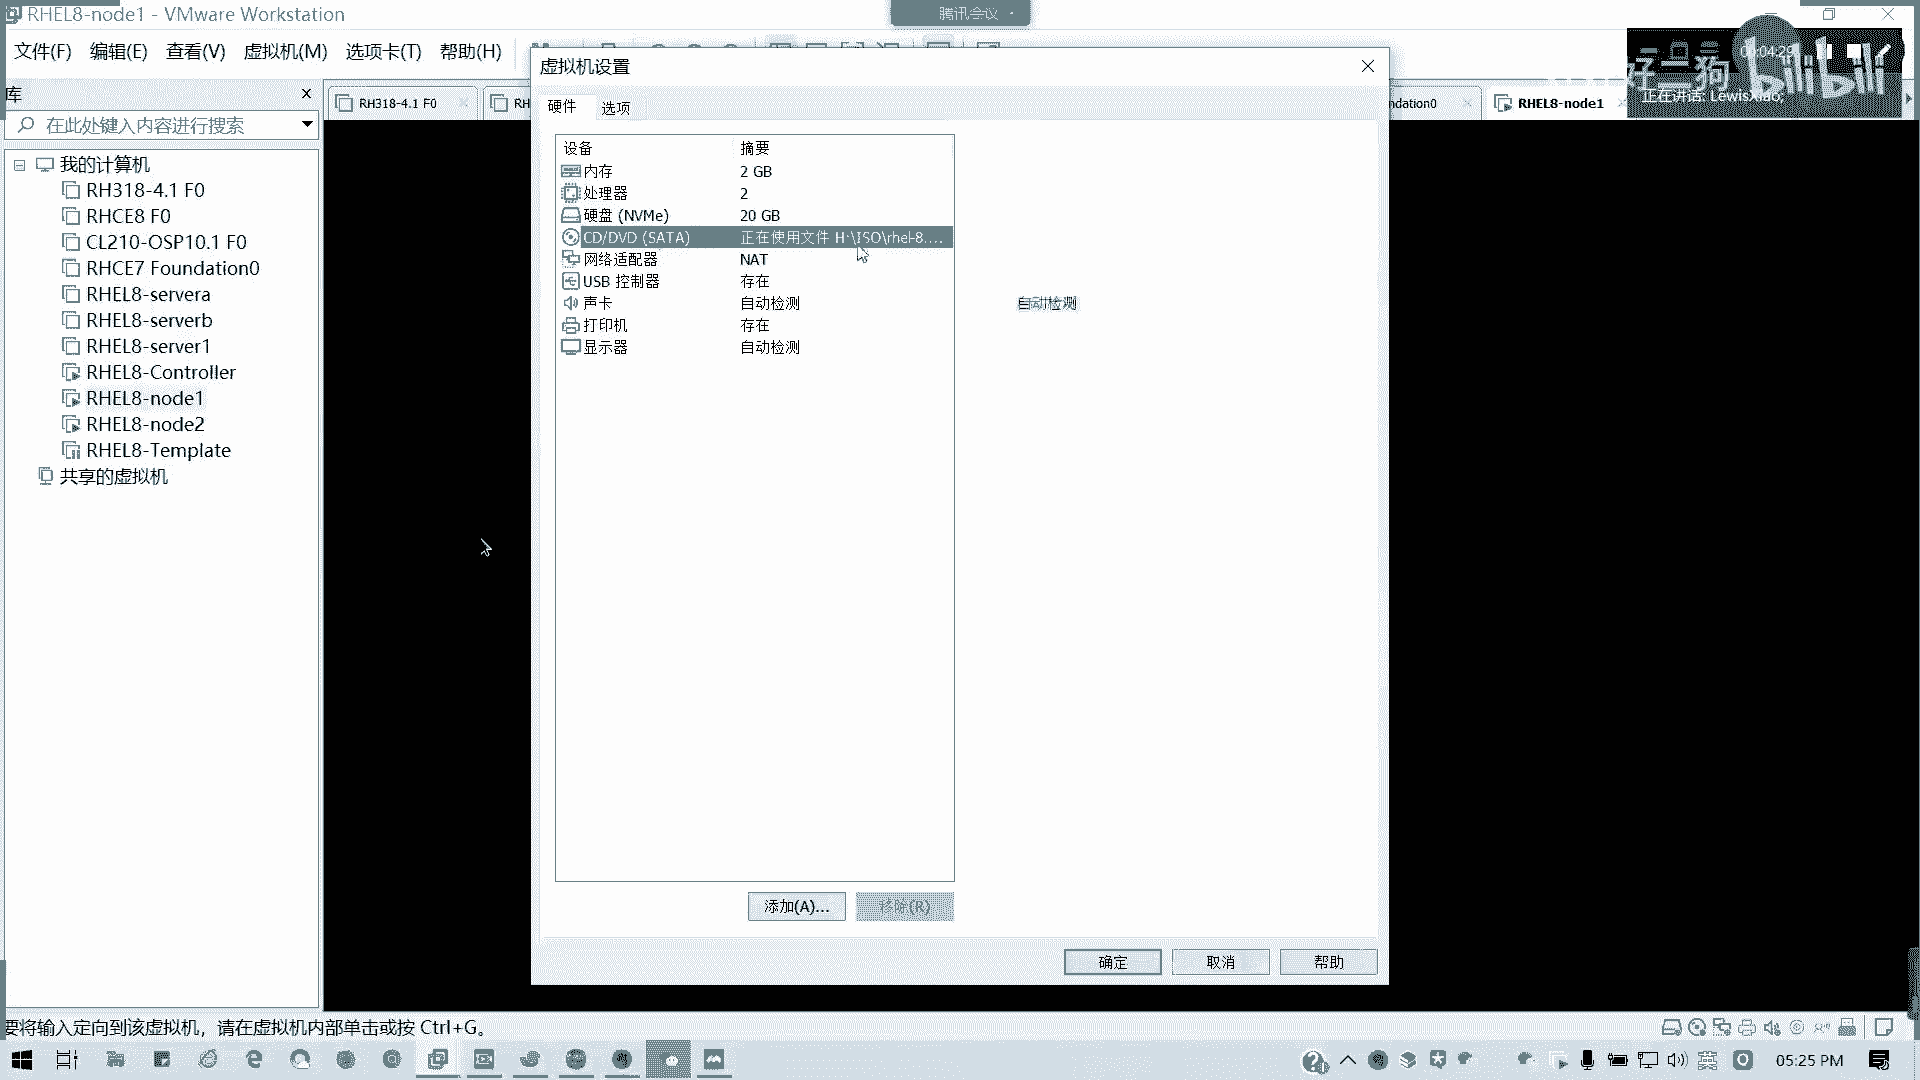 RHEL8-node1 - VMware Workstation
腾讯会议
文件(F) 编辑(E) 查看(V) 虚拟机(M) 选项卡(T) 帮助(H)
00:04:29
好一狗 bilibili
正在讲话: LewisXiao;
库
在此处键入内容进行搜索
我的计算机
RH318-4.1 F0
RHCE8 F0
CL210-OSP10.1 F0
RHCE7 Foundation0
RHEL8-servera
RHEL8-serverb
RHEL8-server1
RHEL8-Controller
RHEL8-node1
RHEL8-node2
RHEL8-Template
共享的虚拟机
RH318-4.1 F0
RH
ndation0
RHEL8-node1
虚拟机设置
硬件 选项
设备 摘要
内存 2 GB
处理器 2
硬盘 (NVMe) 20 GB
CD/DVD (SATA) 正在使用文件 H:\ISO\rhel-8....
网络适配器 NAT
USB 控制器 存在
声卡 自动检测
打印机 存在
显示器 自动检测
自动检测
添加(A)... 移除(R)
确定 取消 帮助
要将输入定向到该虚拟机，请在虚拟机内部单击或按 Ctrl+G。
英
05:25 PM